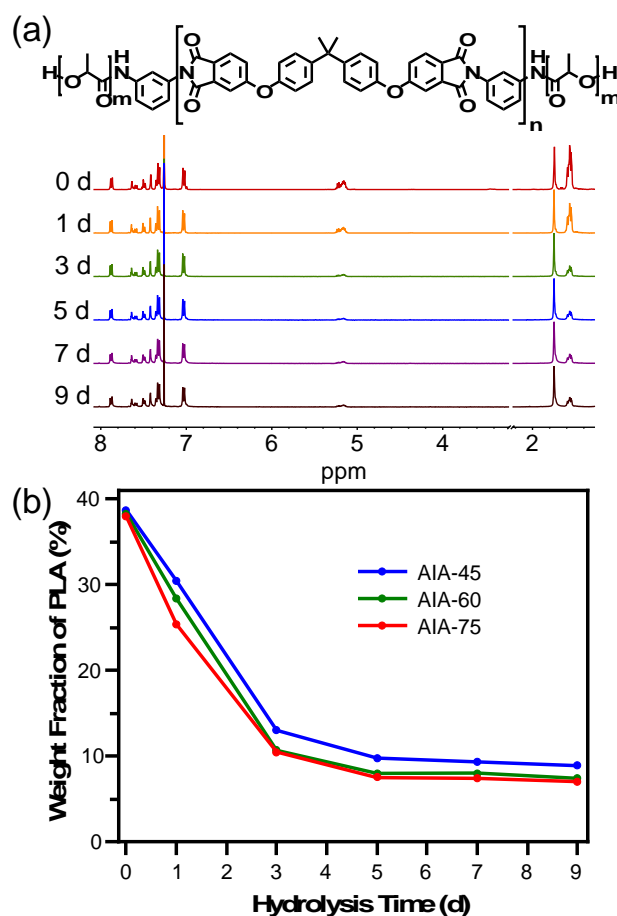 (a)
H O O m H N O N O O O O N O n H N O O H m
0 d
1 d
3 d
5 d
7 d
9 d
8 7 6 5 4 2
ppm
(b)
40
30
20
10
0
Weight Fraction of PLA (%)
AIA-45
AIA-60
AIA-75
0 1 2 3 4 5 6 7 8 9
Hydrolysis Time (d)